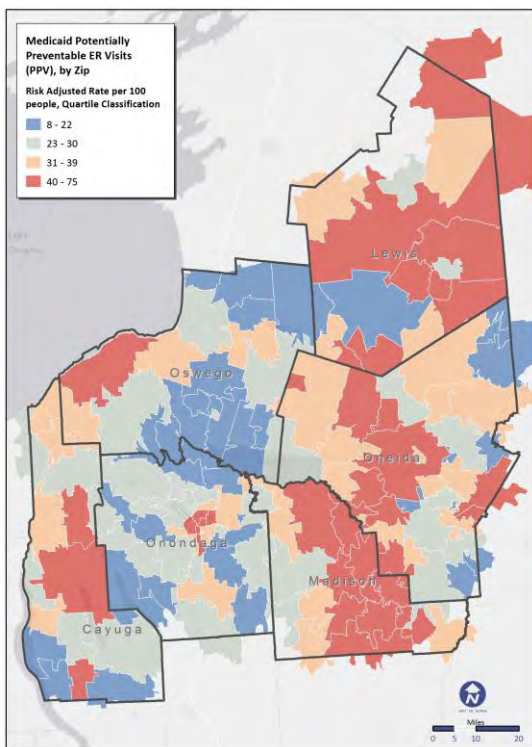 Medicaid Potentially
Preventable ER Visits
(PPV), by Zip
Risk Adjusted Rate per 100
people, Quartile Classification
8 - 22
23 - 30
31 - 39
40 - 75
Lewis
Oswego
Oneida
Onondaga
Madison
Cayuga
N
Miles
0 5 10 20